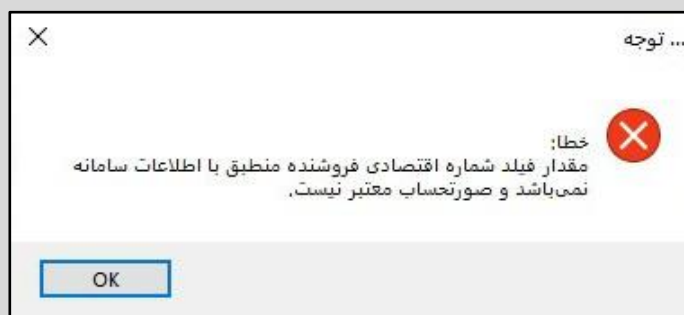 ... توجه
خطا:
مقدار فیلد شماره اقتصادی فروشنده منطبق با اطلاعات سامانه
نمی‌باشد و صورتحساب معتبر نیست.
OK